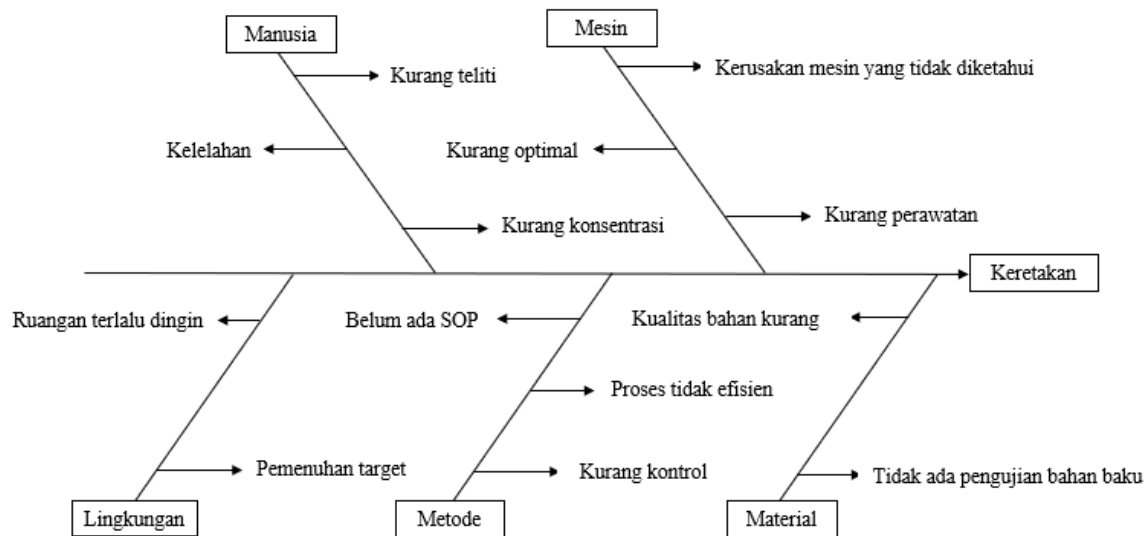 Manusia
Mesin
Kurang teliti
Kerusakan mesin yang tidak diketahui
Kelelahan
Kurang optimal
Kurang konsentrasi
Kurang perawatan
Keretakan
Ruangan terlalu dingin
Belum ada SOP
Kualitas bahan kurang
Proses tidak efisien
Pemenuhan target
Kurang kontrol
Tidak ada pengujian bahan baku
Lingkungan
Metode
Material